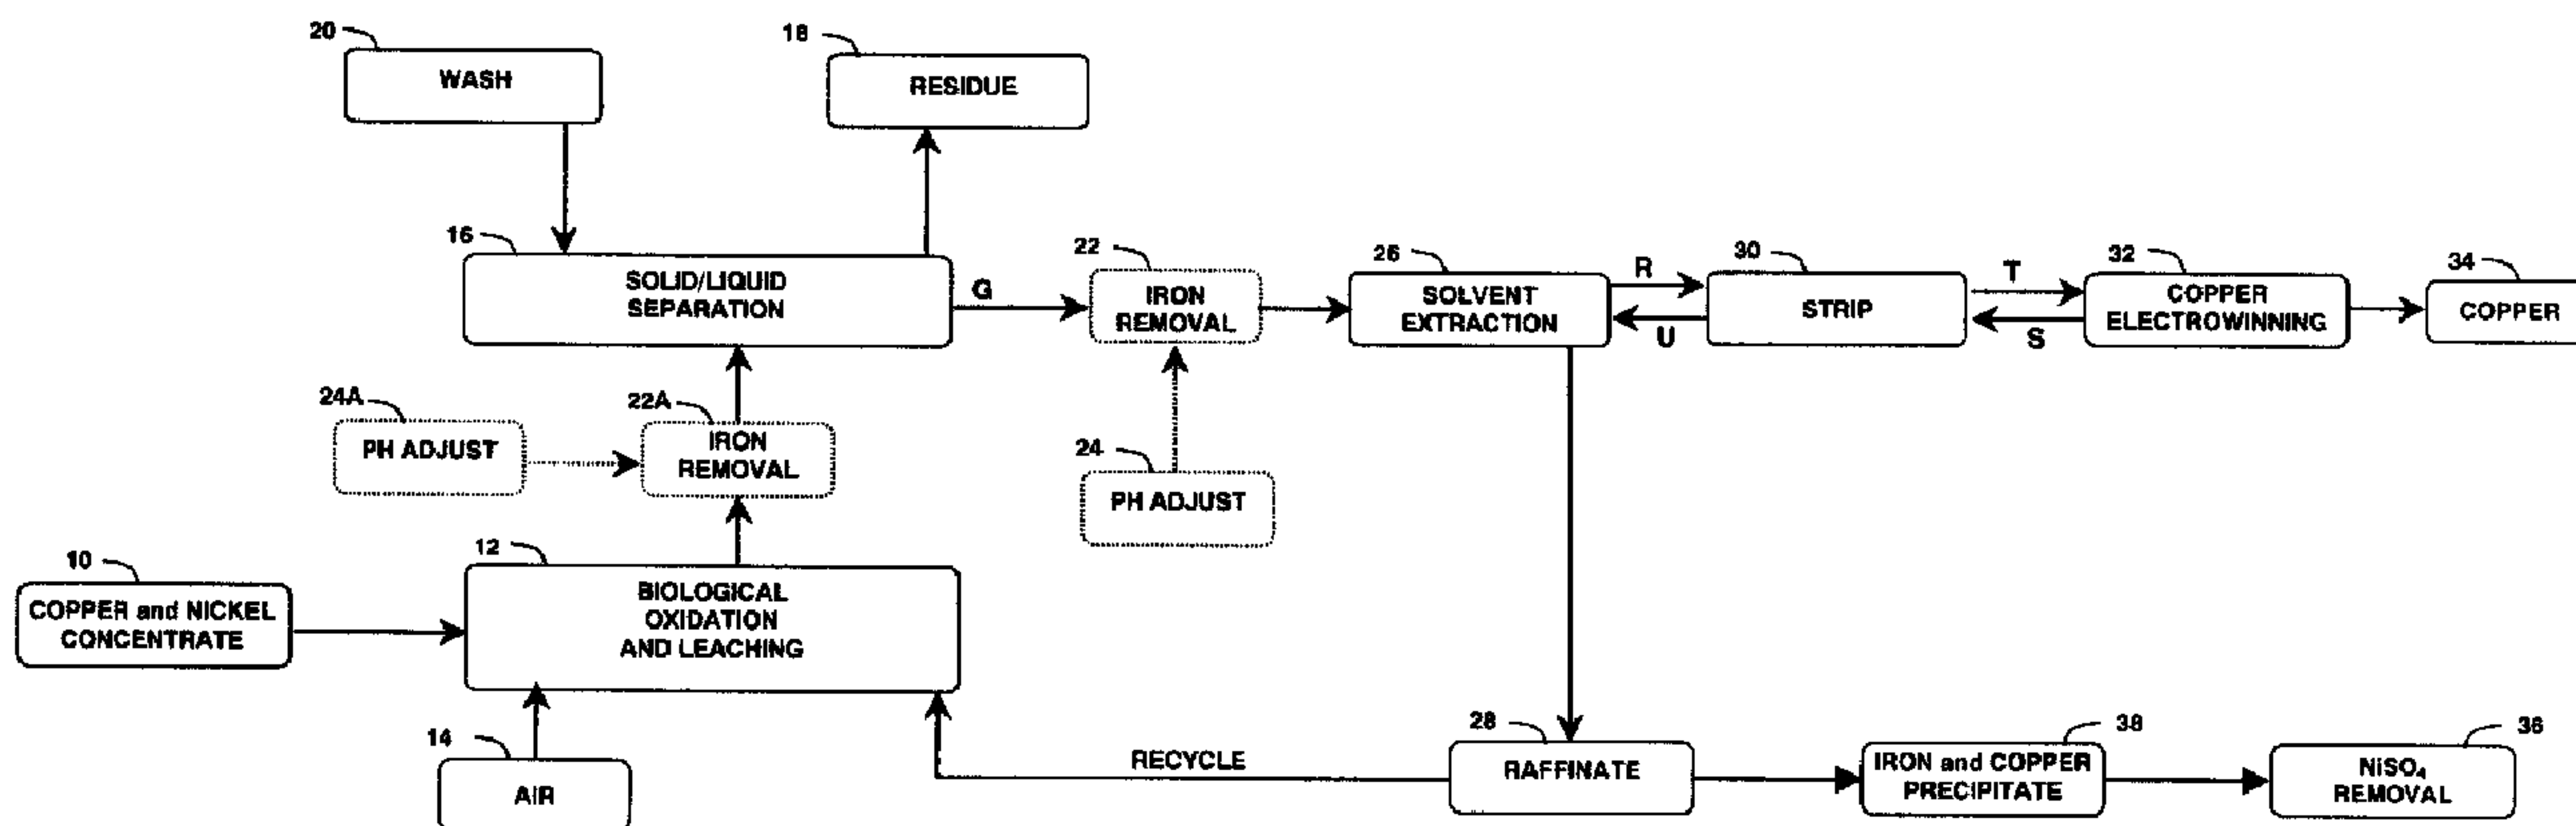 20
WASH
18
RESIDUE
16
SOLID/LIQUID
SEPARATION
G
22
IRON
REMOVAL
26
SOLVENT
EXTRACTION
R
U
30
STRIP
T
S
32
COPPER
ELECTROWINNING
34
COPPER
24A
PH ADJUST
22A
IRON
REMOVAL
24
PH ADJUST
10
COPPER and NICKEL
CONCENTRATE
12
BIOLOGICAL
OXIDATION
AND LEACHING
14
AIR
RECYCLE
28
RAFFINATE
38
IRON and COPPER
PRECIPITATE
36
NiSO₄
REMOVAL